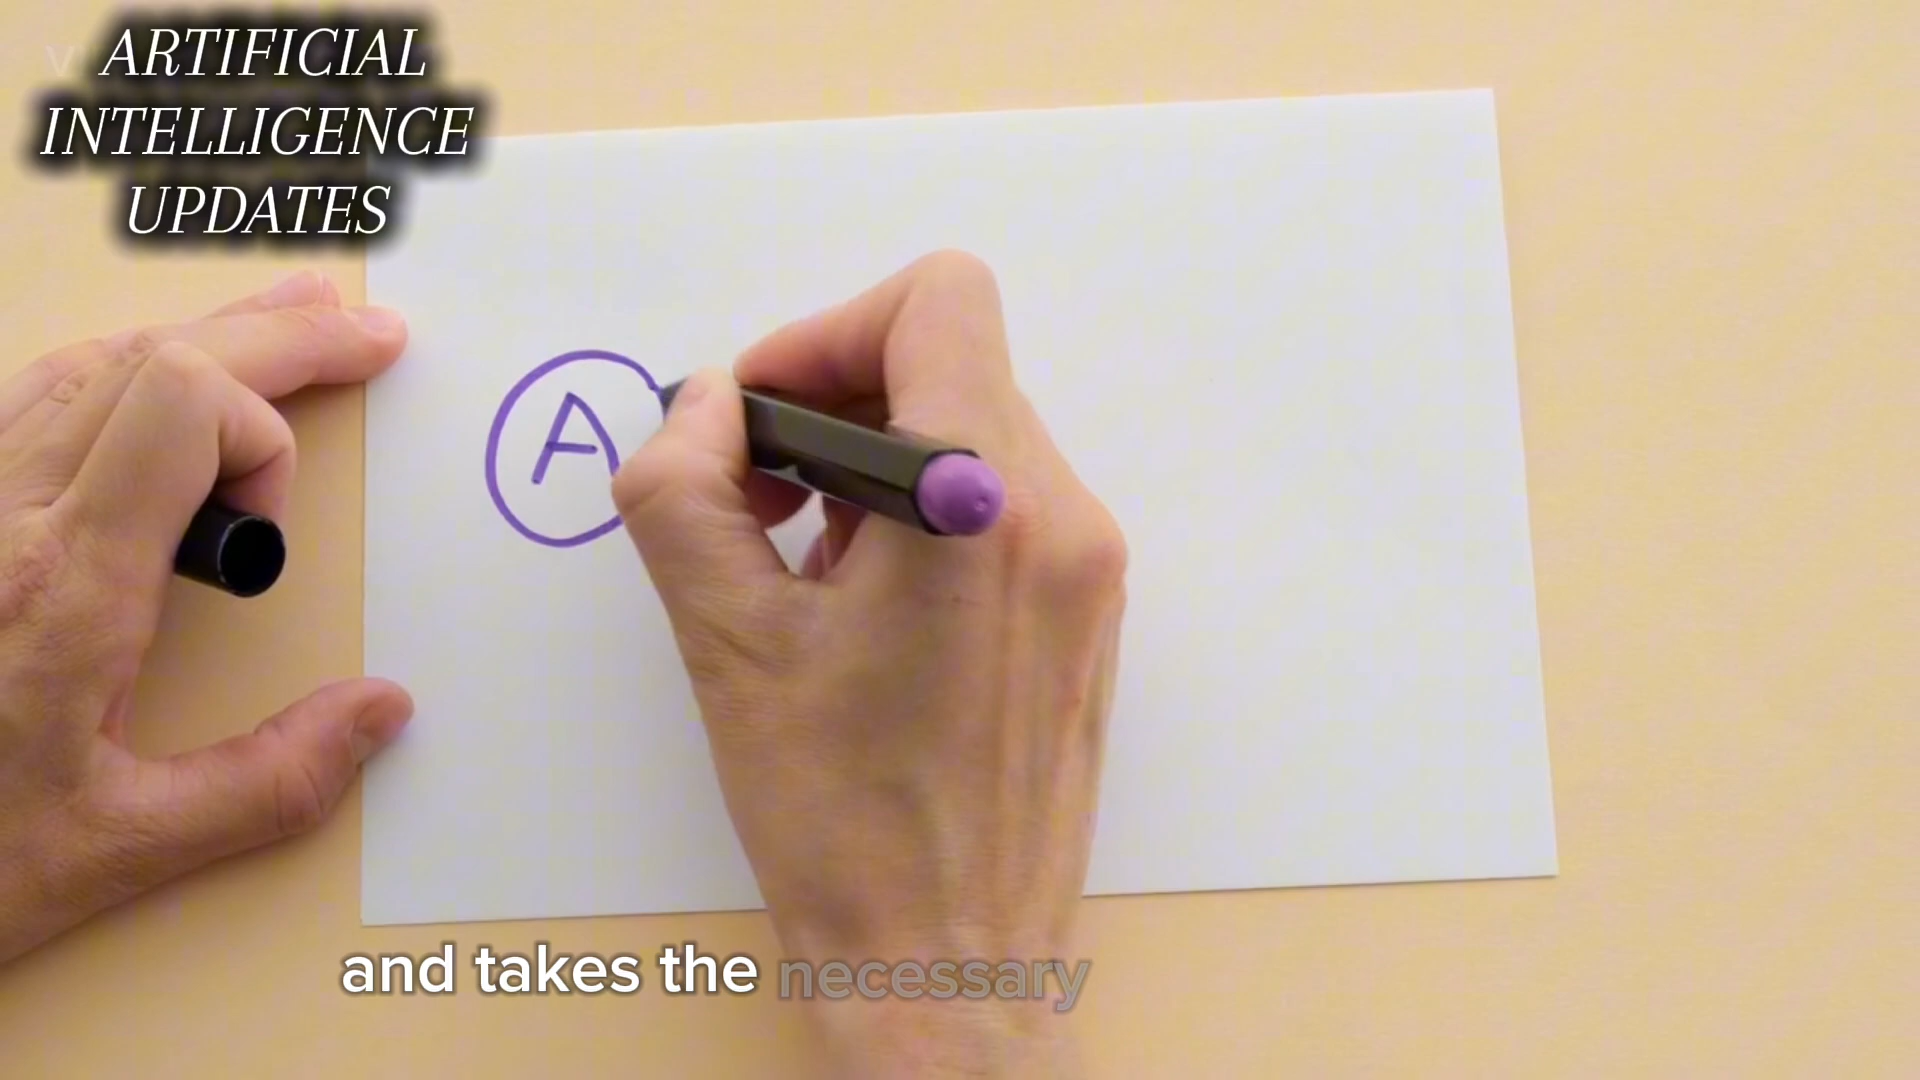 ARTIFICIAL
INTELLIGENCE
UPDATES
A
and takes the necessary